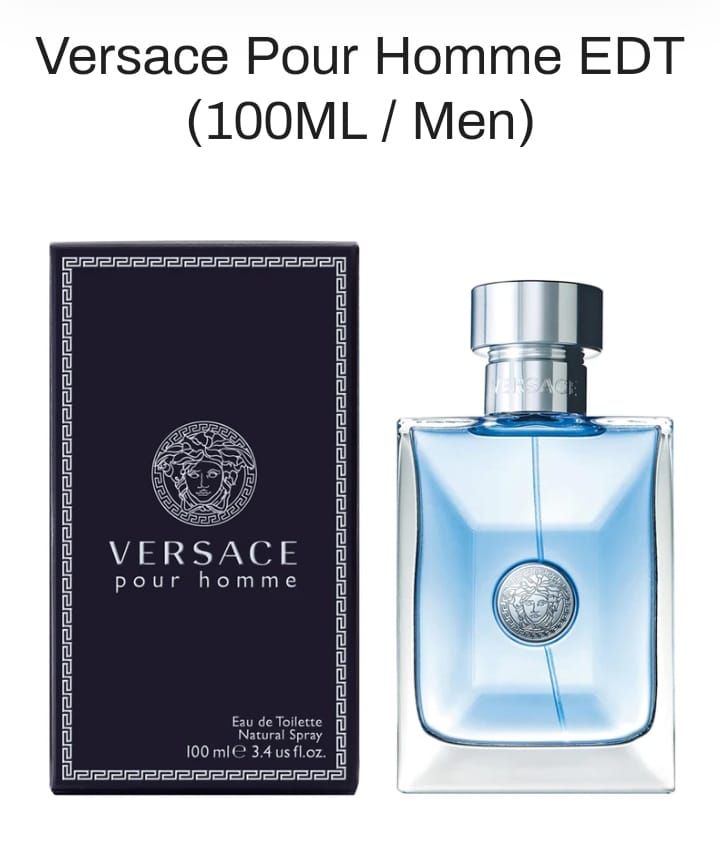 Versace Pour Homme EDT
(100ML / Men)
VERSACE
pour homme
Eau de Toilette
Natural Spray
100 ml℮ 3.4 us fl.oz.
VERSACE